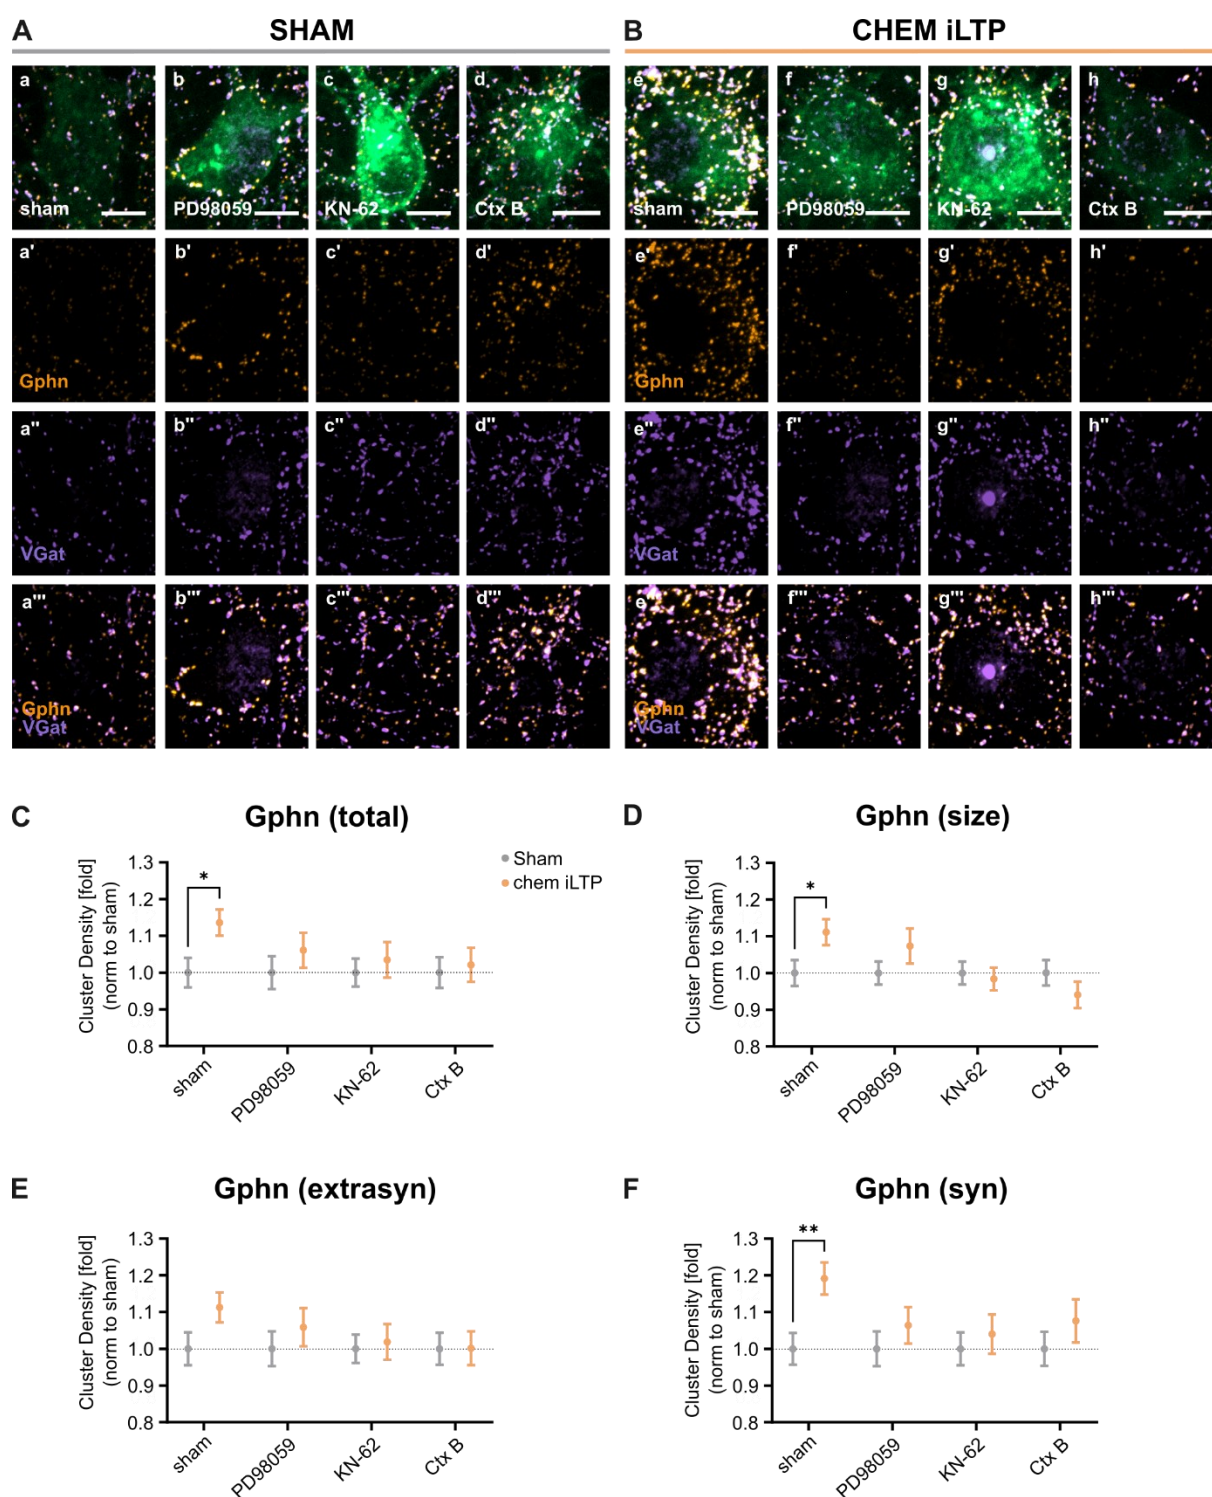 A SHAM B CHEM iLTP
a b c d e f g h
sham PD98059 KN-62 Ctx B sham PD98059 KN-62 Ctx B
a' b' c' d' e' f' g' h'
Gphn Gphn
a'' b'' c'' d'' e'' f'' g'' h''
VGat VGat
a''' b''' c''' d''' e''' f''' g''' h'''
Gphn Gphn
VGat VGat
C Gphn (total)
Cluster Density [fold]
(norm to sham)
1.3
1.2
1.1
1.0
0.9
0.8
*
Sham
chem iLTP
sham PD98059 KN-62 Ctx B
D Gphn (size)
Cluster Density [fold]
(norm to sham)
1.3
1.2
1.1
1.0
0.9
0.8
*
sham PD98059 KN-62 Ctx B
E Gphn (extrasyn)
Cluster Density [fold]
(norm to sham)
1.3
1.2
1.1
1.0
0.9
0.8
sham PD98059 KN-62 Ctx B
F Gphn (syn)
Cluster Density [fold]
(norm to sham)
1.3
1.2
1.1
1.0
0.9
0.8
**
sham PD98059 KN-62 Ctx B